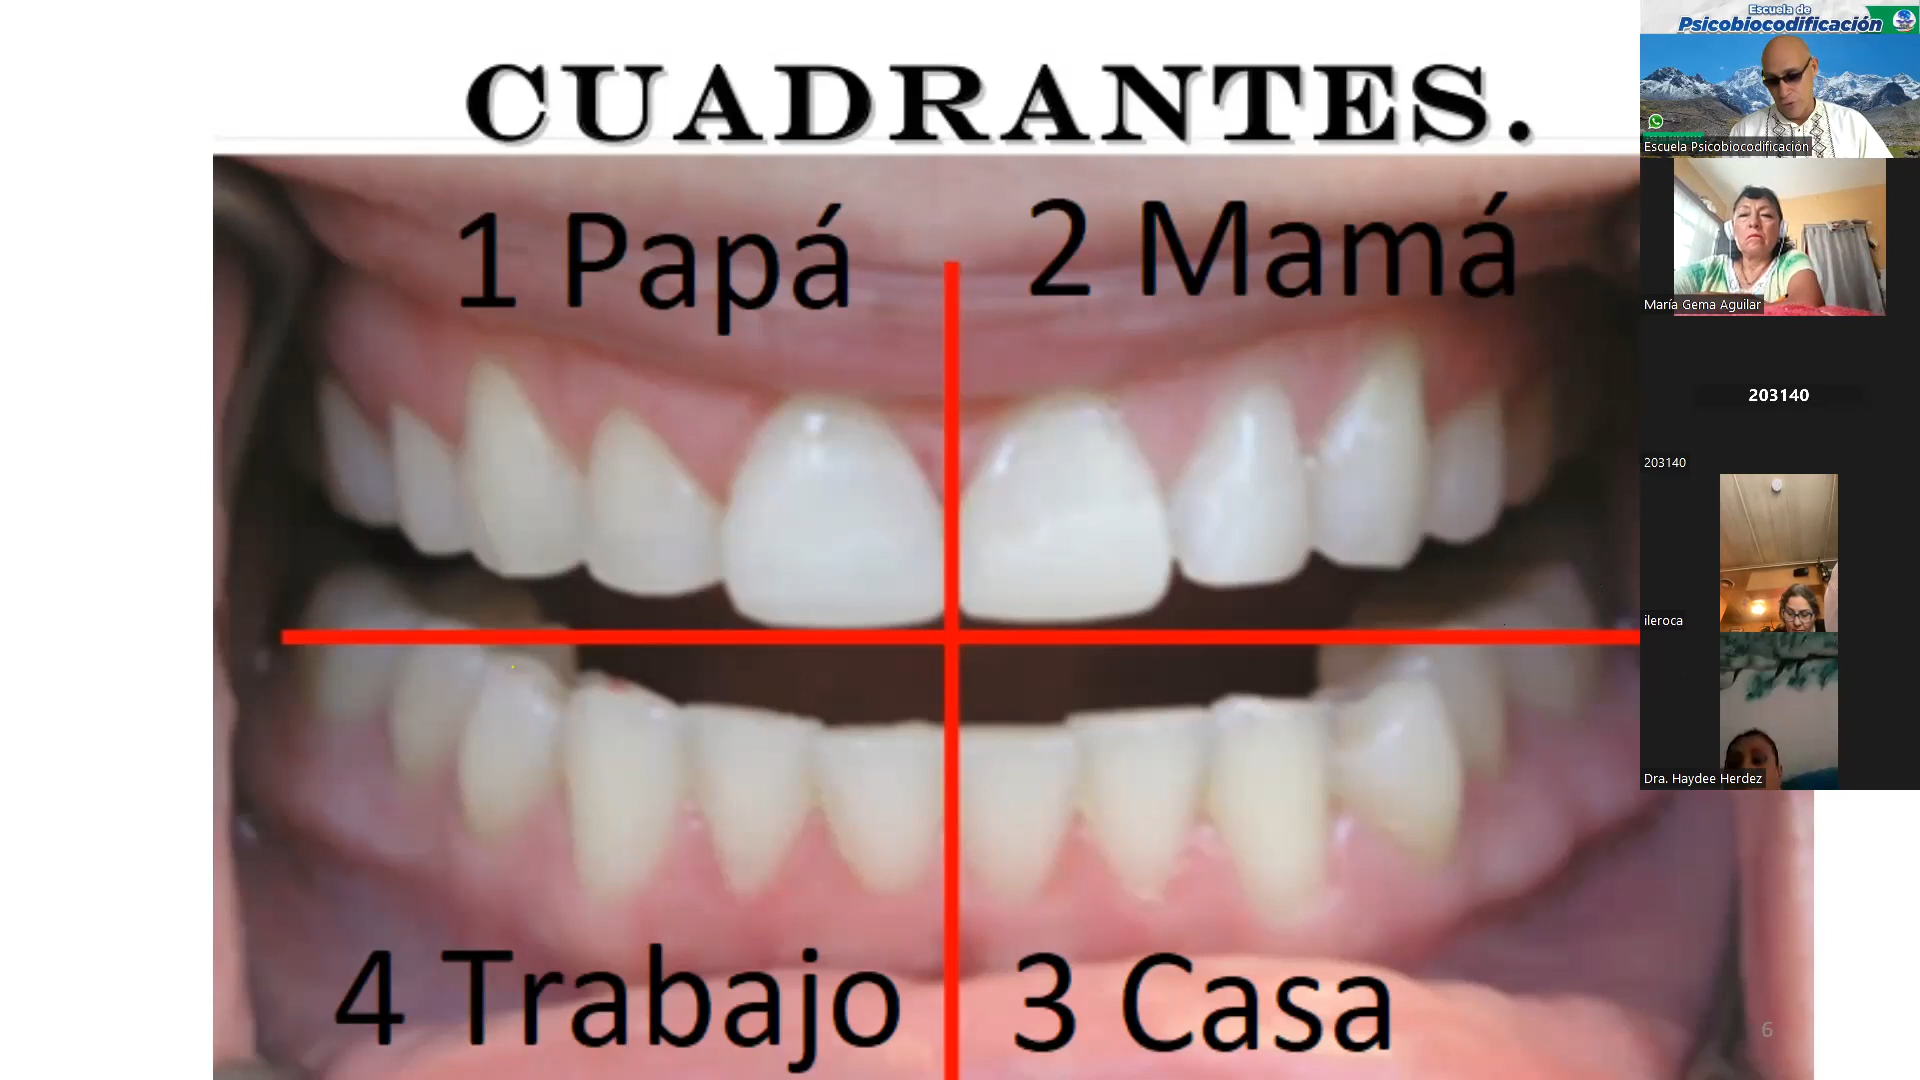 CUADRANTES.
1 Papá
2 Mamá
4 Trabajo
3 Casa
6
Escuela de
Psicobiocodificación
Escuela Psicobiocodificación
María Gema Aguilar
203140
203140
ileroca
Dra. Haydee Herdez